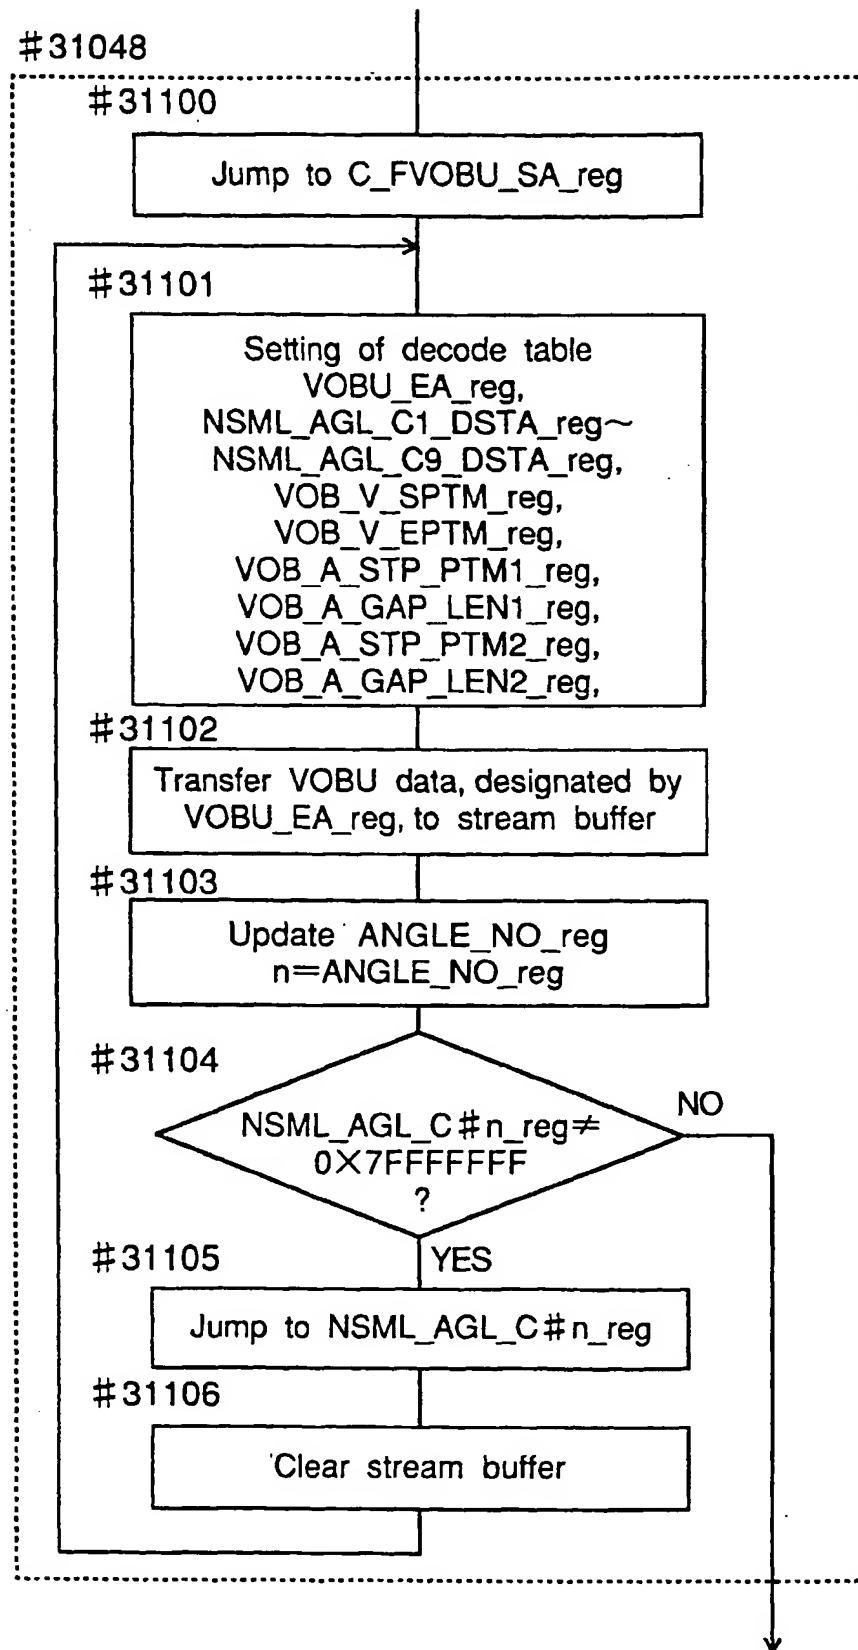 #31048
#31100
Jump to C_FVOBU_SA_reg
#31101
Setting of decode table
VOBU_EA_reg,
NSML_AGL_C1_DSTA_reg~
NSML_AGL_C9_DSTA_reg,
VOB_V_SPTM_reg,
VOB_V_EPTM_reg,
VOB_A_STP_PTM1_reg,
VOB_A_GAP_LEN1_reg,
VOB_A_STP_PTM2_reg,
VOB_A_GAP_LEN2_reg,
#31102
Transfer VOBU data, designated by
VOBU_EA_reg, to stream buffer
#31103
Update ANGLE_NO_reg
n=ANGLE_NO_reg
#31104
NSML_AGL_C#n_reg≠
0X7FFFFFFF
?
NO
YES
#31105
Jump to NSML_AGL_C#n_reg
#31106
Clear stream buffer